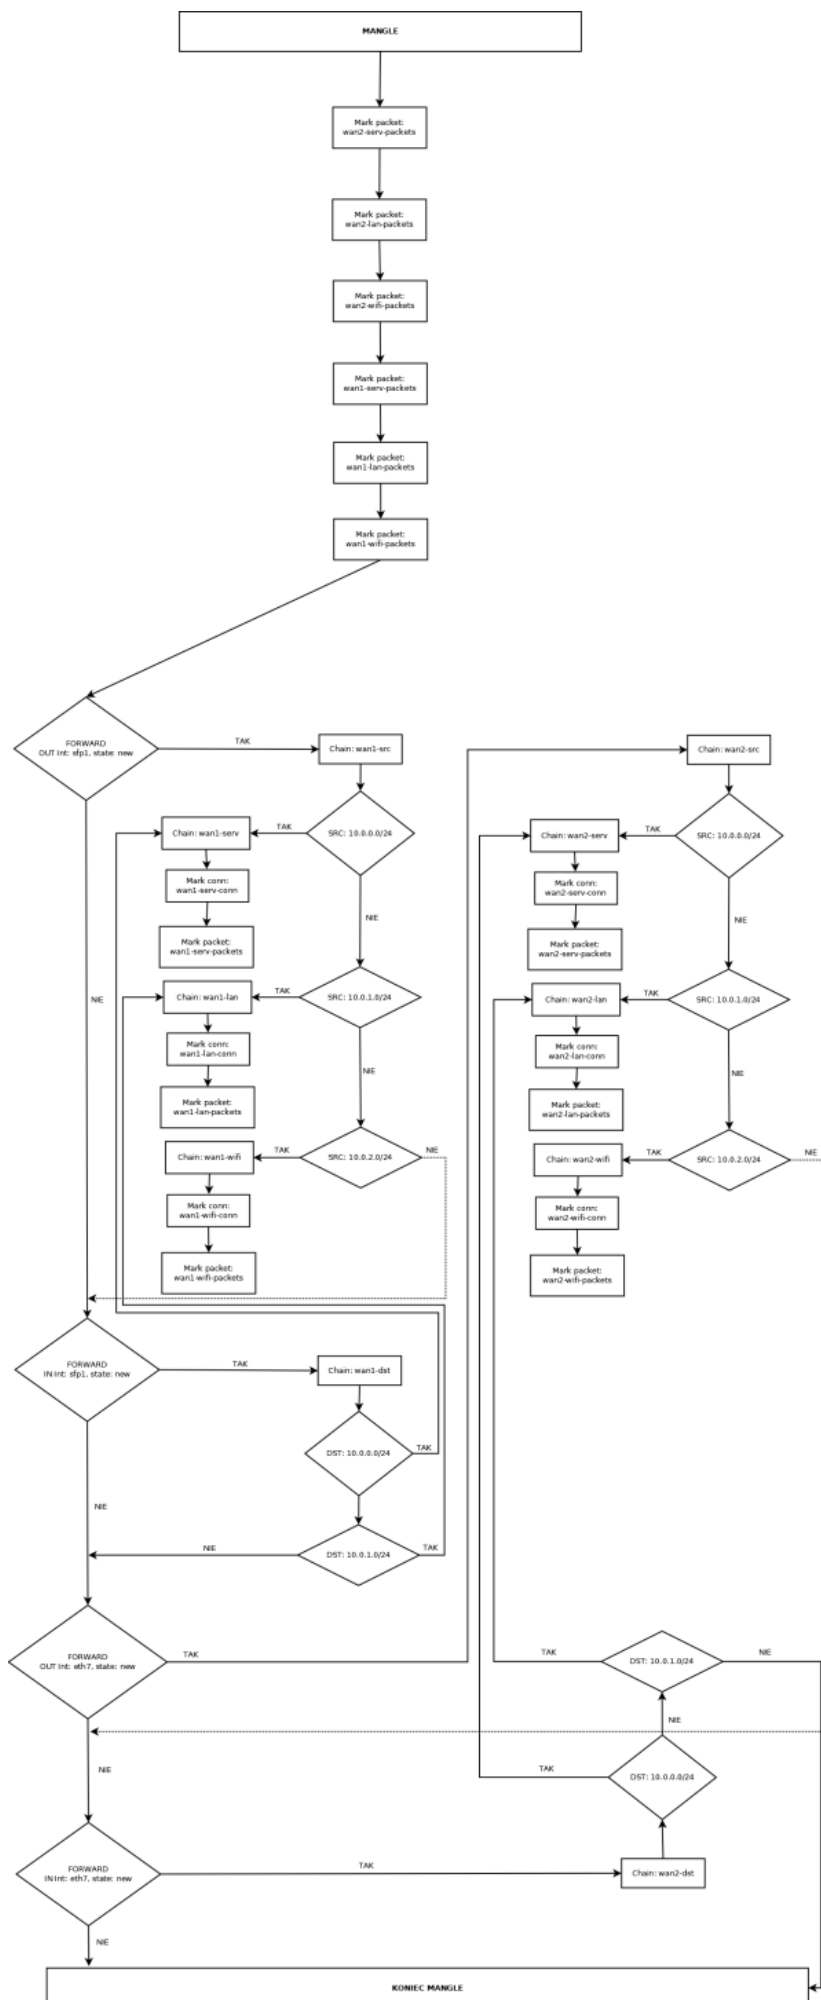 MANGLE
Mark packet:
wan2-serv-packets
Mark packet:
wan2-lan-packets
Mark packet:
wan2-wifi-packets
Mark packet:
wan1-serv-packets
Mark packet:
wan1-lan-packets
Mark packet:
wan1-wifi-packets
FORWARD
OUT Int: sfp1, state: new
TAK
Chain: wan1-src
Chain: wan2-src
Chain: wan1-serv
TAK
SRC: 10.0.0.0/24
Chain: wan2-serv
TAK
SRC: 10.0.0.0/24
Mark conn:
wan1-serv-conn
Mark conn:
wan2-serv-conn
NIE
NIE
Mark packet:
wan1-serv-packets
Mark packet:
wan2-serv-packets
NIE
Chain: wan1-lan
TAK
SRC: 10.0.1.0/24
Chain: wan2-lan
TAK
SRC: 10.0.1.0/24
Mark conn:
wan1-lan-conn
Mark conn:
wan2-lan-conn
NIE
NIE
Mark packet:
wan1-lan-packets
Mark packet:
wan2-lan-packets
Chain: wan1-wifi
TAK
SRC: 10.0.2.0/24
NIE
Chain: wan2-wifi
TAK
SRC: 10.0.2.0/24
NIE
Mark conn:
wan1-wifi-conn
Mark conn:
wan2-wifi-conn
Mark packet:
wan1-wifi-packets
Mark packet:
wan2-wifi-packets
FORWARD
IN Int: sfp1, state: new
TAK
Chain: wan1-dst
DST: 10.0.0.0/24
TAK
NIE
NIE
DST: 10.0.1.0/24
TAK
FORWARD
OUT Int: eth7, state: new
TAK
TAK
DST: 10.0.1.0/24
NIE
NIE
NIE
TAK
DST: 10.0.0.0/24
FORWARD
IN Int: eth7, state: new
TAK
Chain: wan2-dst
NIE
KONIEC MANGLE